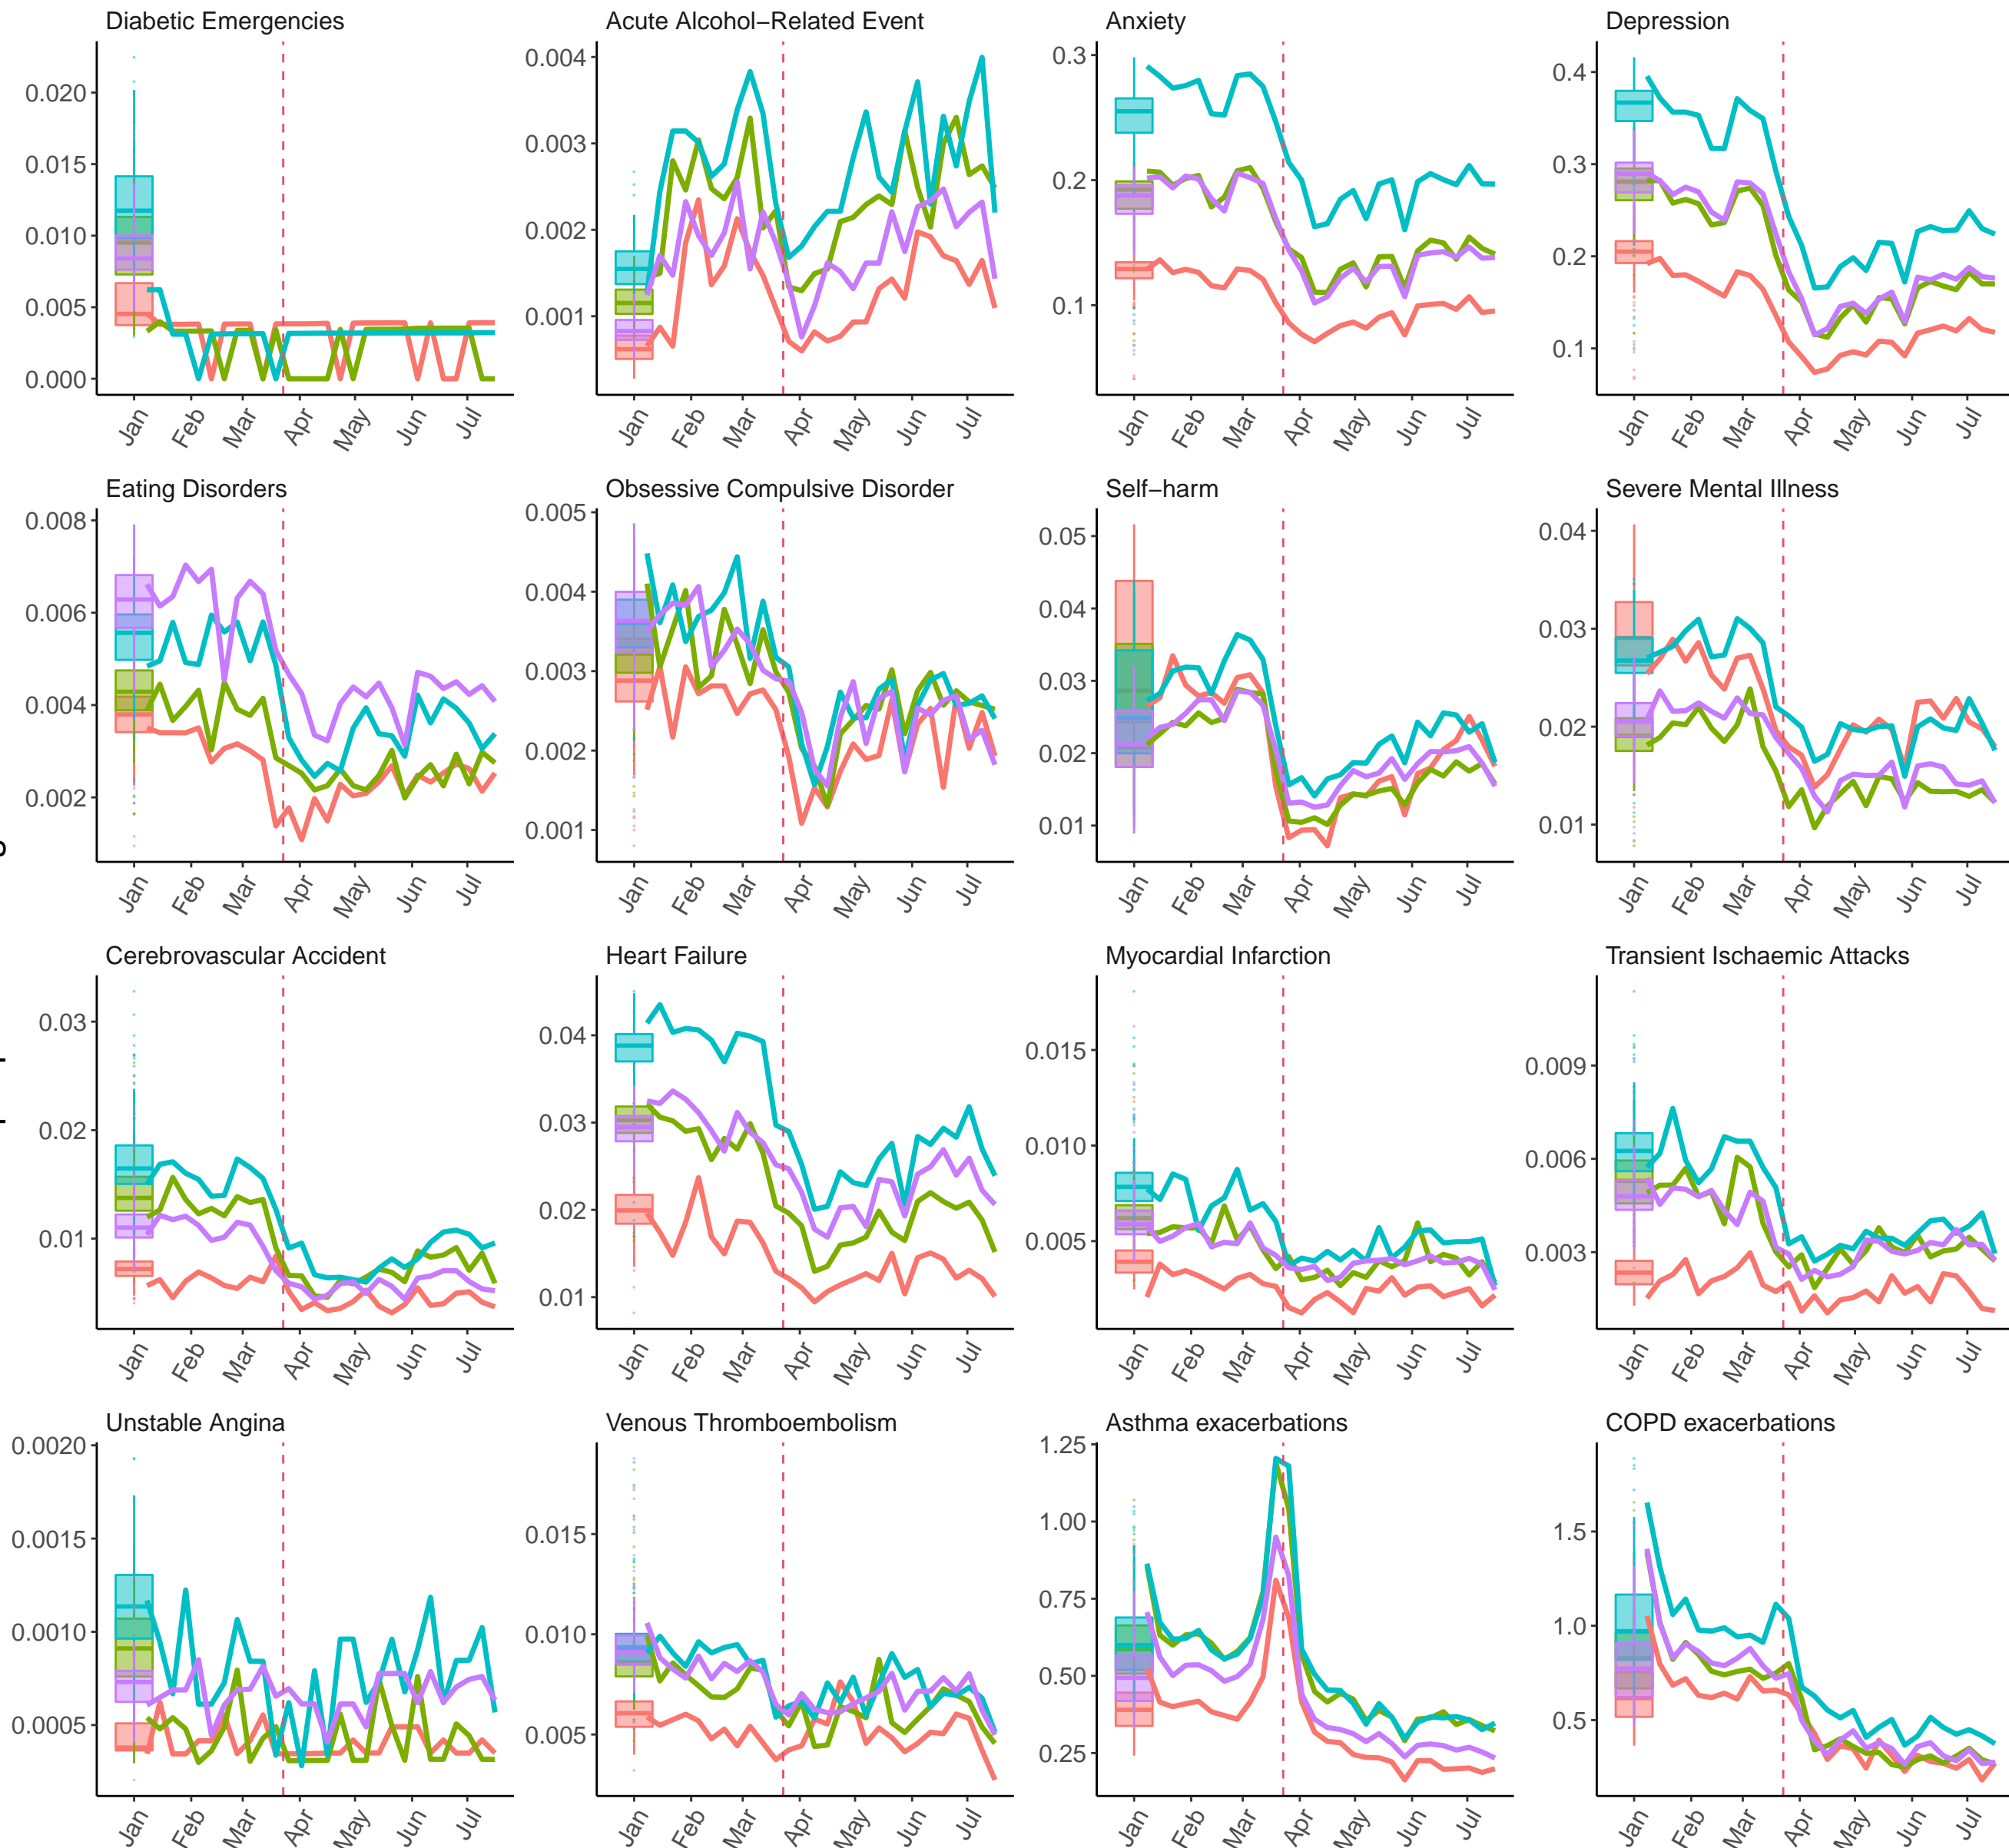 Diabetic Emergencies
0.020
0.015
0.010
0.005
0.000
Jan Feb Mar Apr May Jun Jul
Acute Alcohol−Related Event
0.004
0.003
0.002
0.001
Jan Feb Mar Apr May Jun Jul
Anxiety
0.3
0.2
0.1
Jan Feb Mar Apr May Jun Jul
Depression
0.4
0.3
0.2
0.1
Jan Feb Mar Apr May Jun Jul
Eating Disorders
0.008
0.006
0.004
0.002
Jan Feb Mar Apr May Jun Jul
Obsessive Compulsive Disorder
0.005
0.004
0.003
0.002
0.001
Jan Feb Mar Apr May Jun Jul
Self−harm
0.05
0.04
0.03
0.02
0.01
Jan Feb Mar Apr May Jun Jul
Severe Mental Illness
0.04
0.03
0.02
0.01
Jan Feb Mar Apr May Jun Jul
Cerebrovascular Accident
0.03
0.02
0.01
Jan Feb Mar Apr May Jun Jul
Heart Failure
0.04
0.03
0.02
0.01
Jan Feb Mar Apr May Jun Jul
Myocardial Infarction
0.015
0.010
0.005
Jan Feb Mar Apr May Jun Jul
Transient Ischaemic Attacks
0.009
0.006
0.003
Jan Feb Mar Apr May Jun Jul
Unstable Angina
0.0020
0.0015
0.0010
0.0005
Jan Feb Mar Apr May Jun Jul
Venous Thromboembolism
0.015
0.010
0.005
Jan Feb Mar Apr May Jun Jul
Asthma exacerbations
1.25
1.00
0.75
0.50
0.25
Jan Feb Mar Apr May Jun Jul
COPD exacerbations
1.5
1.0
0.5
Jan Feb Mar Apr May Jun Jul